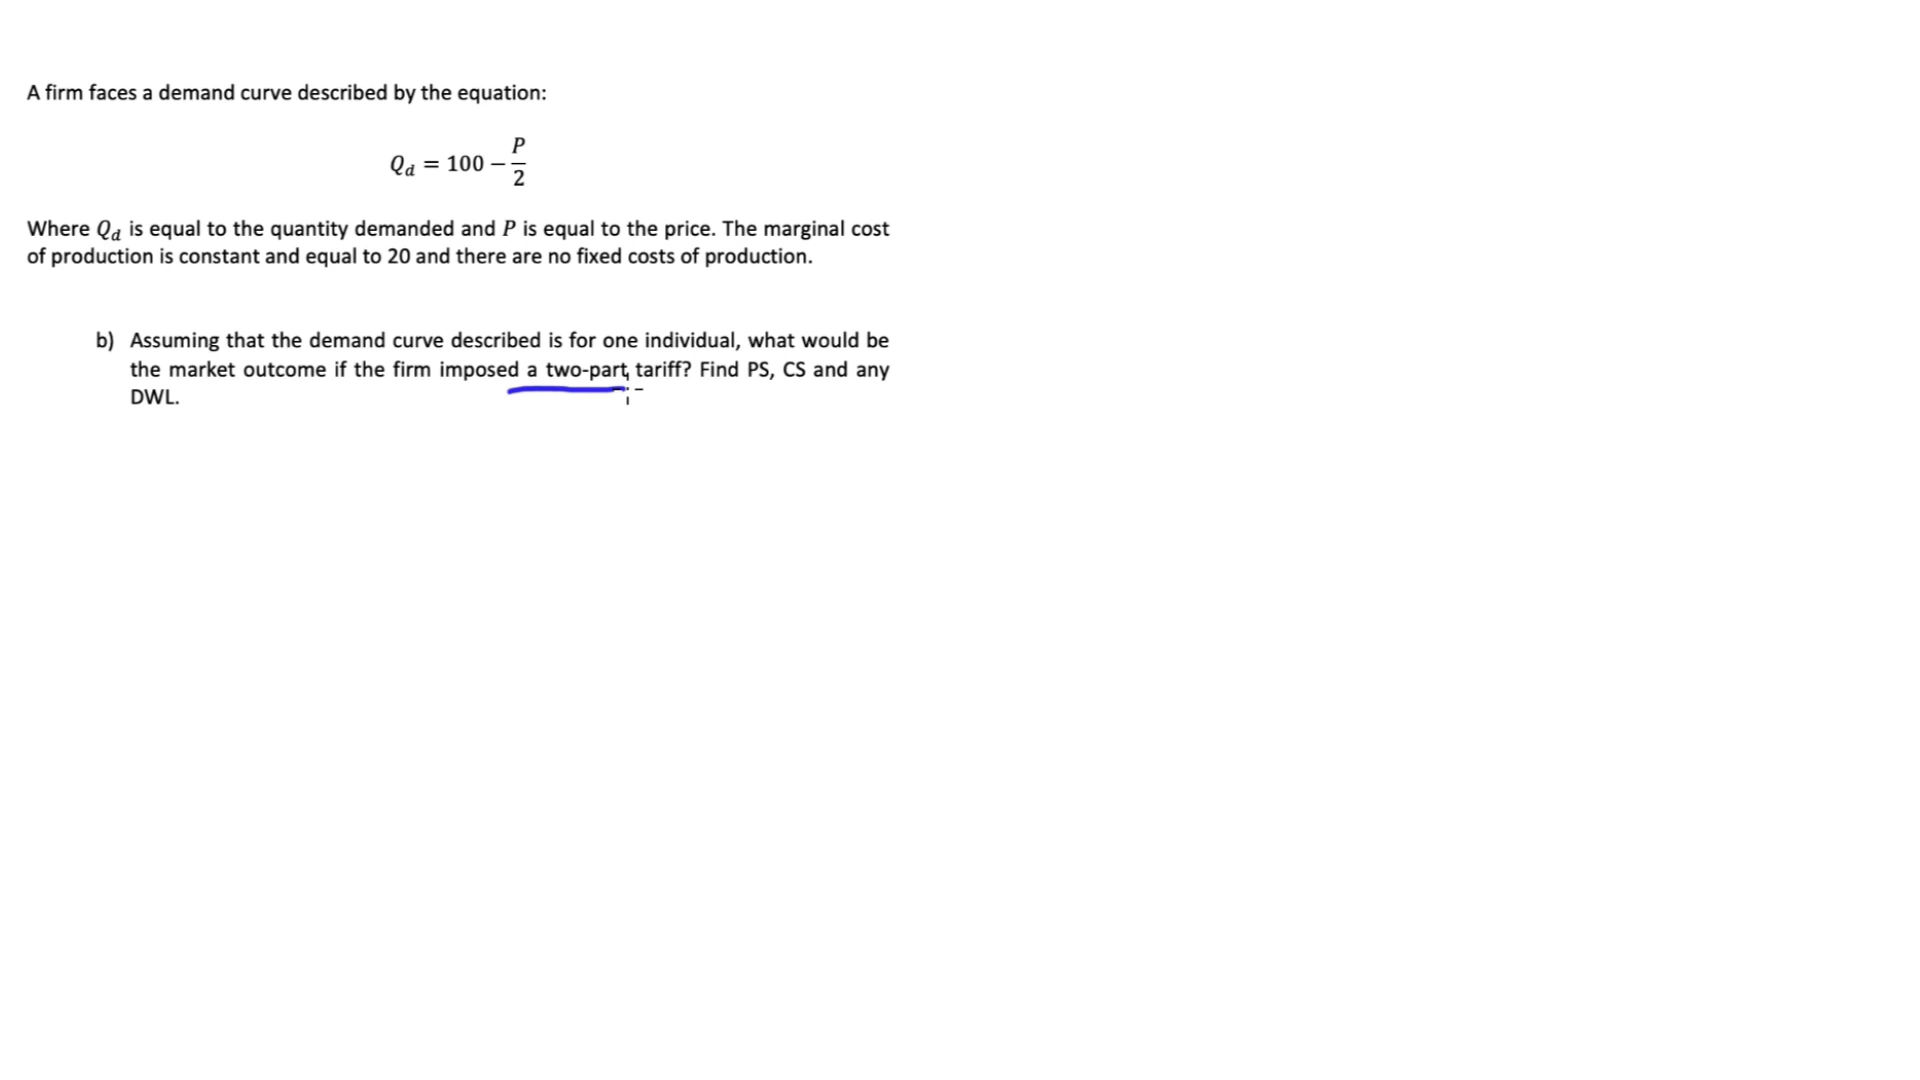 A firm faces a demand curve described by the equation:
Q_d = 100 − P/2
Where Q_d is equal to the quantity demanded and P is equal to the price. The marginal cost
of production is constant and equal to 20 and there are no fixed costs of production.
b) Assuming that the demand curve described is for one individual, what would be
the market outcome if the firm imposed a two-part tariff? Find PS, CS and any
DWL.